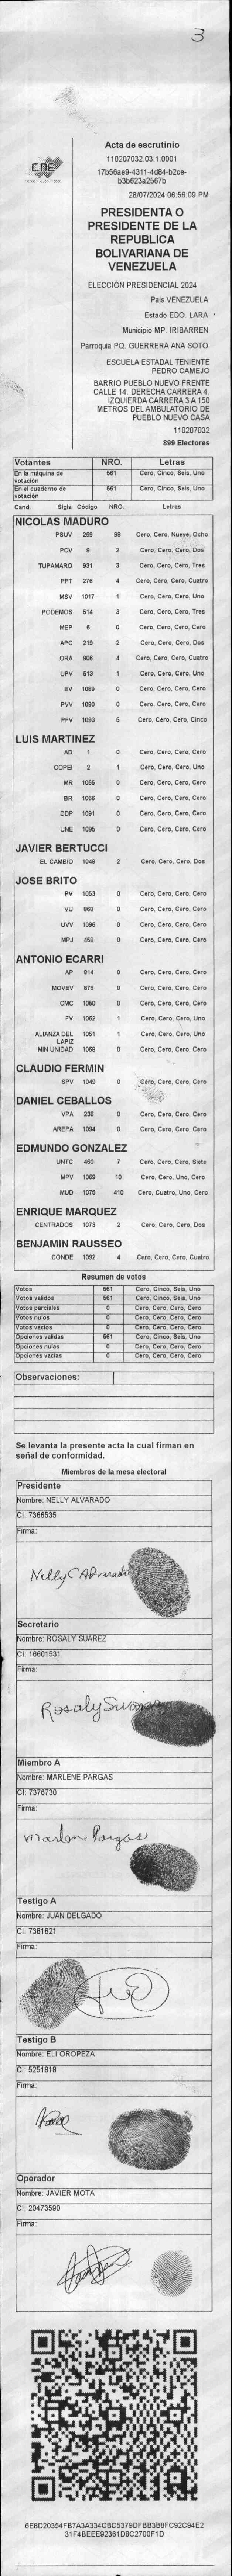 3
CNE
Acta de escrutinio
110207032.03.1.0001
17b56ae9-4311-4d84-b2ce-
b3b623a2567b
28/07/2024 06:56:09 PM
PRESIDENTA O
PRESIDENTE DE LA
REPUBLICA
BOLIVARIANA DE
VENEZUELA
ELECCIÓN PRESIDENCIAL 2024
Pais VENEZUELA
Estado EDO. LARA
Municipio MP. IRIBARREN
Parroquia PQ. GUERRERA ANA SOTO
ESCUELA ESTADAL TENIENTE
PEDRO CAMEJO
BARRIO PUEBLO NUEVO FRENTE
CALLE 14. DERECHA CARRERA 4.
IZQUIERDA CARRERA 3 A 150
METROS DEL AMBULATORIO DE
PUEBLO NUEVO CASA
110207032
899 Electores
Votantes NRO. Letras
En la máquina de votación 561 Cero, Cinco, Seis, Uno
En el cuaderno de votación 561 Cero, Cinco, Seis, Uno
Cand. Sigla Código NRO. Letras
NICOLAS MADURO
PSUV 269 98 Cero, Cero, Nueve, Ocho
PCV 9 2 Cero, Cero, Cero, Dos
TUPAMARO 931 3 Cero, Cero, Cero, Tres
PPT 276 4 Cero, Cero, Cero, Cuatro
MSV 1017 1 Cero, Cero, Cero, Uno
PODEMOS 614 3 Cero, Cero, Cero, Tres
MEP 6 0 Cero, Cero, Cero, Cero
APC 219 2 Cero, Cero, Cero, Dos
ORA 906 4 Cero, Cero, Cero, Cuatro
UPV 513 1 Cero, Cero, Cero, Uno
EV 1089 0 Cero, Cero, Cero, Cero
PVV 1090 0 Cero, Cero, Cero, Cero
PFV 1093 5 Cero, Cero, Cero, Cinco
LUIS MARTINEZ
AD 1 0 Cero, Cero, Cero, Cero
COPEI 2 1 Cero, Cero, Cero, Uno
MR 1065 0 Cero, Cero, Cero, Cero
BR 1066 0 Cero, Cero, Cero, Cero
DDP 1091 0 Cero, Cero, Cero, Cero
UNE 1095 0 Cero, Cero, Cero, Cero
JAVIER BERTUCCI
EL CAMBIO 1048 2 Cero, Cero, Cero, Dos
JOSE BRITO
PV 1053 0 Cero, Cero, Cero, Cero
VU 868 0 Cero, Cero, Cero, Cero
UVV 1096 0 Cero, Cero, Cero, Cero
MPJ 458 0 Cero, Cero, Cero, Cero
ANTONIO ECARRI
AP 814 0 Cero, Cero, Cero, Cero
MOVEV 878 0 Cero, Cero, Cero, Cero
CMC 1060 0 Cero, Cero, Cero, Cero
FV 1062 1 Cero, Cero, Cero, Uno
ALIANZA DEL LAPIZ 1051 1 Cero, Cero, Cero, Uno
MIN UNIDAD 1068 0 Cero, Cero, Cero, Cero
CLAUDIO FERMIN
SPV 1049 0 Cero, Cero, Cero, Cero
DANIEL CEBALLOS
VPA 236 0 Cero, Cero, Cero, Cero
AREPA 1094 0 Cero, Cero, Cero, Cero
EDMUNDO GONZALEZ
UNTC 460 7 Cero, Cero, Cero, Siete
MPV 1069 10 Cero, Cero, Uno, Cero
MUD 1075 410 Cero, Cuatro, Uno, Cero
ENRIQUE MARQUEZ
CENTRADOS 1073 2 Cero, Cero, Cero, Dos
BENJAMIN RAUSSEO
CONDE 1092 4 Cero, Cero, Cero, Cuatro
Resumen de votos
Votos 561 Cero, Cinco, Seis, Uno
Votos validos 561 Cero, Cinco, Seis, Uno
Votos parciales 0 Cero, Cero, Cero, Cero
Votos nulos 0 Cero, Cero, Cero, Cero
Votos vacíos 0 Cero, Cero, Cero, Cero
Opciones validas 561 Cero, Cinco, Seis, Uno
Opciones nulas 0 Cero, Cero, Cero, Cero
Opciones vacías 0 Cero, Cero, Cero, Cero
Observaciones:
Se levanta la presente acta la cual firman en
señal de conformidad.
Miembros de la mesa electoral
Presidente
Nombre: NELLY ALVARADO
CI: 7366535
Firma:
Nelly C Alvarado
Secretario
Nombre: ROSALY SUAREZ
CI: 16601531
Firma:
Rosaly Suarez
Miembro A
Nombre: MARLENE PARGAS
CI: 7376730
Firma:
Marlene Pargas
Testigo A
Nombre: JUAN DELGADO
CI: 7361821
Firma:
Testigo B
Nombre: ELI OROPEZA
CI: 5251818
Firma:
Operador
Nombre: JAVIER MOTA
CI: 20473590
Firma:
6E8D20354FB7A3A334CBC5379DFBB3B8FC92C94E2
31F4BEEE92361DBC2700F1D